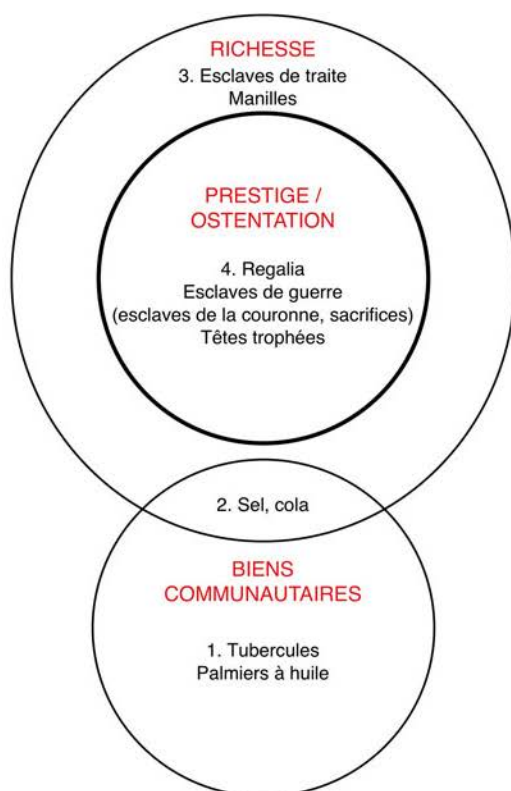 RICHESSE
3. Esclaves de traite
Manilles
PRESTIGE /
OSTENTATION
4. Regalia
Esclaves de guerre
(esclaves de la couronne, sacrifices)
Têtes trophées
2. Sel, cola
BIENS
COMMUNAUTAIRES
1. Tubercules
Palmiers à huile